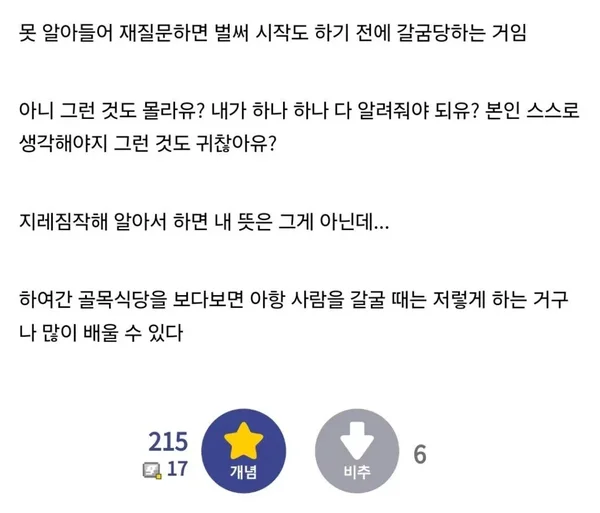 못 알아들어 재질문하면 벌써 시작도 하기 전에 갈굼당하는 거임
아니 그런 것도 몰라유? 내가 하나 하나 다 알려줘야 되유? 본인 스스로
생각해야지 그런 것도 귀찮아유?
지레짐작해 알아서 하면 내 뜻은 그게 아닌데...
하여간 골목식당을 보다보면 아항 사람을 갈굴 때는 저렇게 하는 거구
나 많이 배울 수 있다
215
17
개념
비추
6